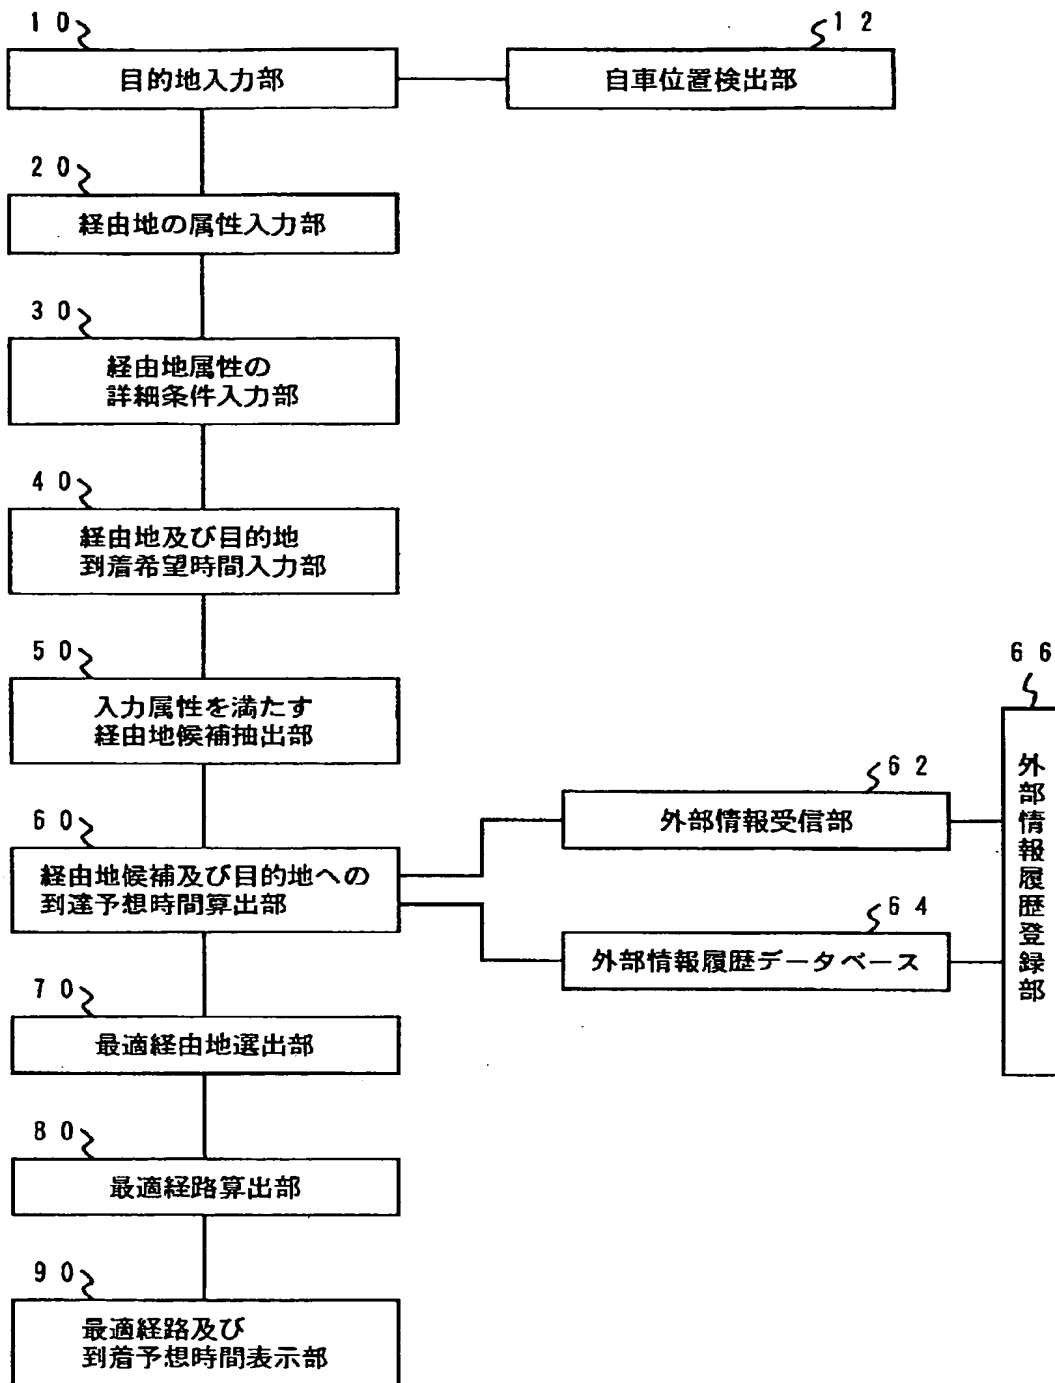 10
目的地入力部
12
自車位置検出部
20
経由地の属性入力部
30
経由地属性の
詳細条件入力部
40
経由地及び目的地
到着希望時間入力部
50
入力属性を満たす
経由地候補抽出部
60
経由地候補及び目的地への
到達予想時間算出部
62
外部情報受信部
64
外部情報履歴データベース
66
外部情報履歴登録部
70
最適経由地選出部
80
最適経路算出部
90
最適経路及び
到着予想時間表示部